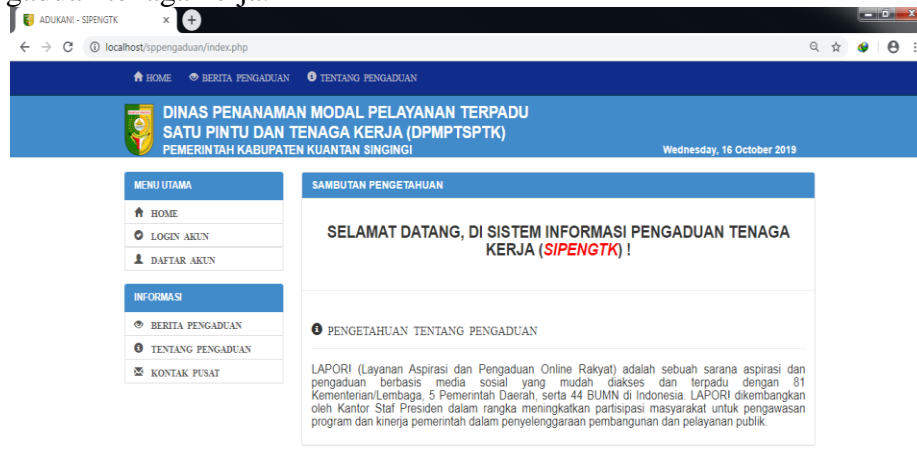 ADUKAN! - SIPENGTK
localhost/sppengaduan/index.php
HOME BERITA PENGADUAN TENTANG PENGADUAN
DINAS PENANAMAN MODAL PELAYANAN TERPADU
SATU PINTU DAN TENAGA KERJA (DPMPTSPTK)
PEMERINTAH KABUPATEN KUANTAN SINGINGI
Wednesday, 16 October 2019
MENU UTAMA
HOME
LOGIN AKUN
DAFTAR AKUN
INFORMASI
BERITA PENGADUAN
TENTANG PENGADUAN
KONTAK PUSAT
SAMBUTAN PENGETAHUAN
SELAMAT DATANG, DI SISTEM INFORMASI PENGADUAN TENAGA
KERJA (SIPENGTK) !
PENGETAHUAN TENTANG PENGADUAN
LAPOR! (Layanan Aspirasi dan Pengaduan Online Rakyat) adalah sebuah sarana aspirasi dan
pengaduan berbasis media sosial yang mudah diakses dan terpadu dengan 81
Kementerian/Lembaga, 5 Pemerintah Daerah, serta 44 BUMN di Indonesia. LAPOR! dikembangkan
oleh Kantor Staf Presiden dalam rangka meningkatkan partisipasi masyarakat untuk pengawasan
program dan kinerja pemerintah dalam penyelenggaraan pembangunan dan pelayanan publik.